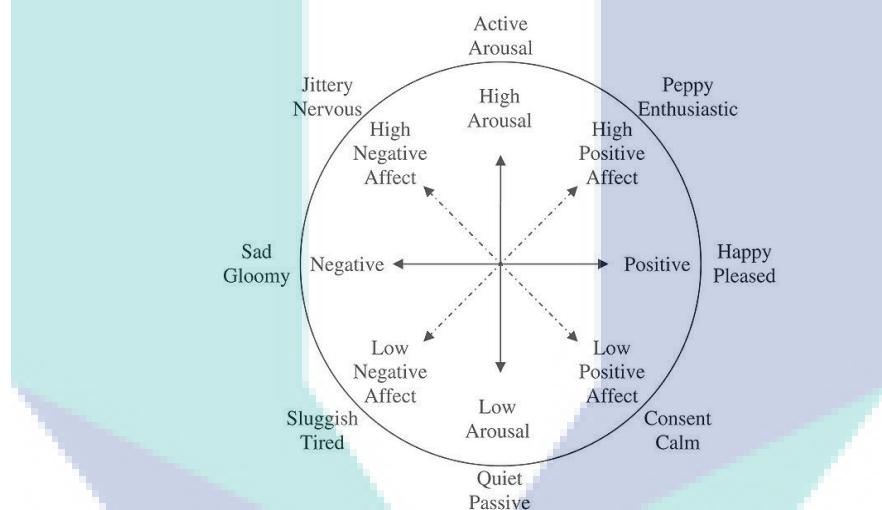 Active
Arousal
Jittery
Nervous
Peppy
Enthusiastic
High
Arousal
High
Negative
Affect
High
Positive
Affect
Sad
Gloomy
Negative
Positive
Happy
Pleased
Low
Negative
Affect
Low
Positive
Affect
Low
Arousal
Sluggish
Tired
Consent
Calm
Quiet
Passive